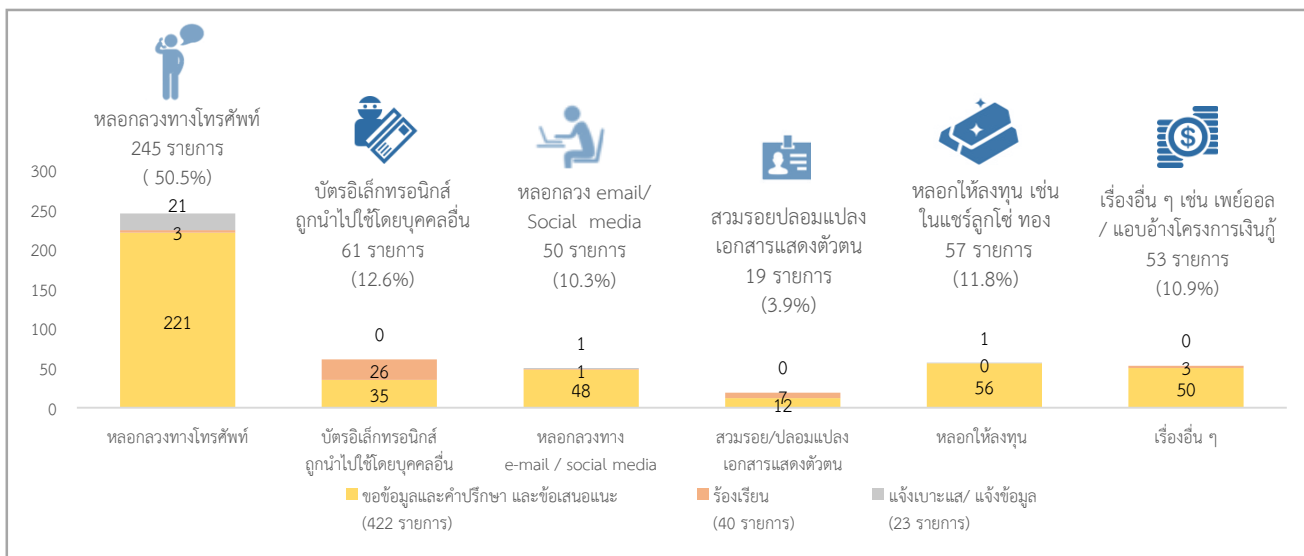 หลอกลวงทางโทรศัพท์
245 รายการ
( 50.5%)
บัตรอิเล็กทรอนิกส์
ถูกนำไปใช้โดยบุคคลอื่น
61 รายการ
(12.6%)
หลอกลวง email/
Social media
50 รายการ
(10.3%)
สวมรอยปลอมแปลง
เอกสารแสดงตัวตน
19 รายการ
(3.9%)
หลอกให้ลงทุน เช่น
ในแชร์ลูกโซ่ ทอง
57 รายการ
(11.8%)
เรื่องอื่น ๆ เช่น เพย์ออล
/ แอบอ้างโครงการเงินกู้
53 รายการ
(10.9%)
300
250
200
150
100
50
0
21
3
221
0
26
35
1
1
48
0
7
12
1
0
56
0
3
50
หลอกลวงทางโทรศัพท์
บัตรอิเล็กทรอนิกส์
ถูกนำไปใช้โดยบุคคลอื่น
หลอกลวงทาง
e-mail / social media
สวมรอย/ปลอมแปลง
เอกสารแสดงตัวตน
หลอกให้ลงทุน
เรื่องอื่น ๆ
ขอข้อมูลและคำปรึกษา และข้อเสนอแนะ
(422 รายการ)
ร้องเรียน
(40 รายการ)
แจ้งเบาะแส/ แจ้งข้อมูล
(23 รายการ)